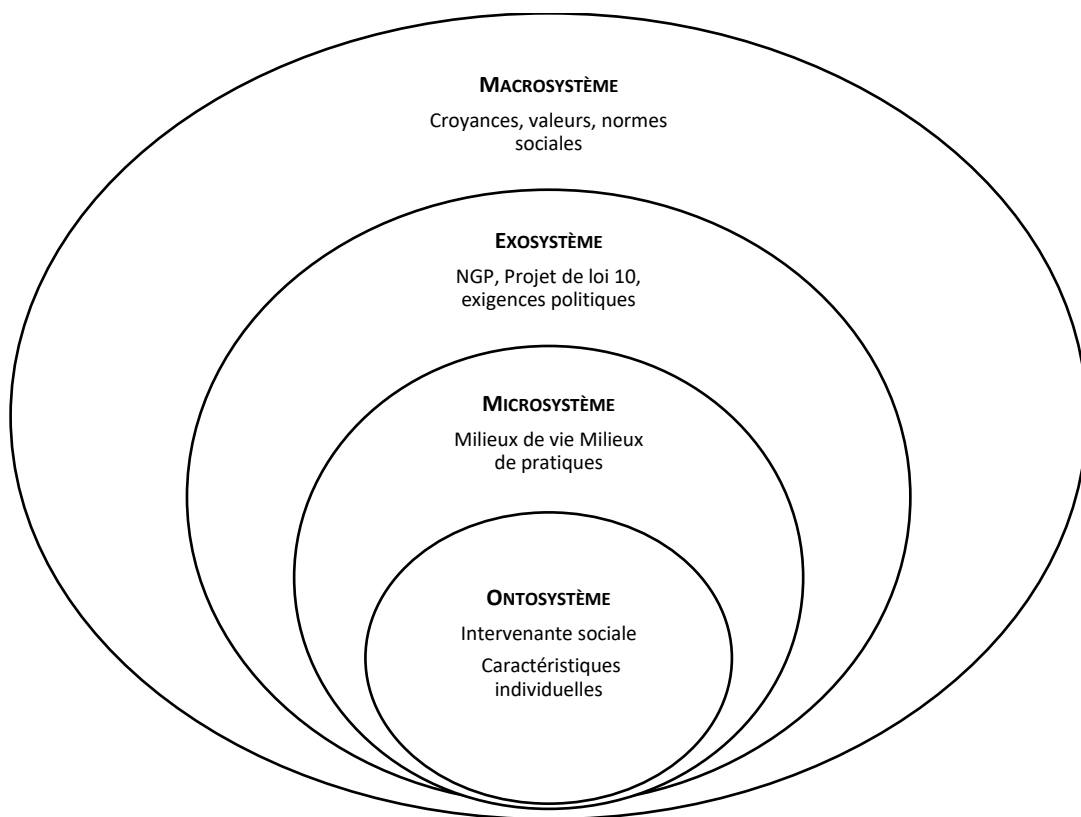 MACROSYSTÈME
Croyances, valeurs, normes
sociales
EXOSYSTÈME
NGP, Projet de loi 10,
exigences politiques
MICROSYSTÈME
Milieux de vie Milieux
de pratiques
ONTOSYSTÈME
Intervenante sociale
Caractéristiques
individuelles